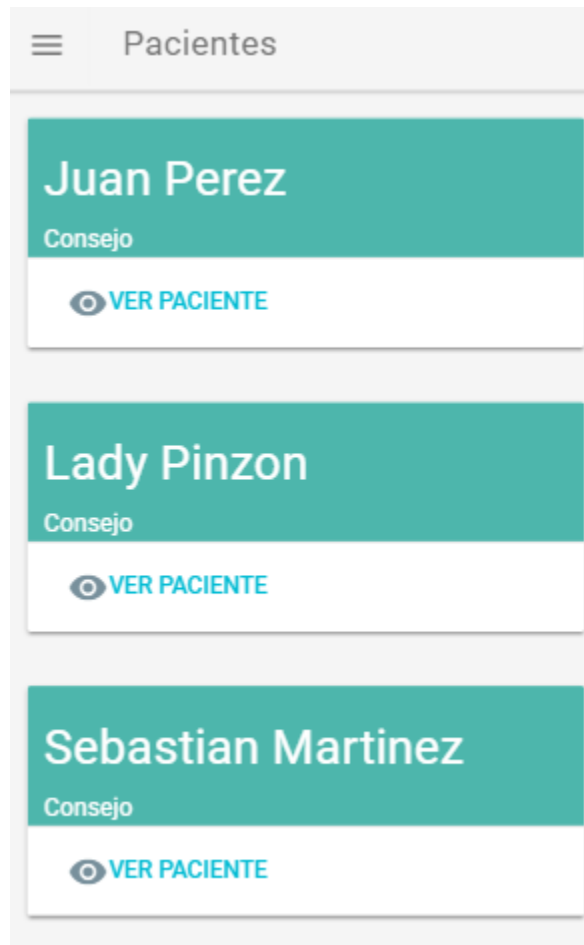 Pacientes
Juan Perez
Consejo
VER PACIENTE
Lady Pinzon
Consejo
VER PACIENTE
Sebastian Martinez
Consejo
VER PACIENTE